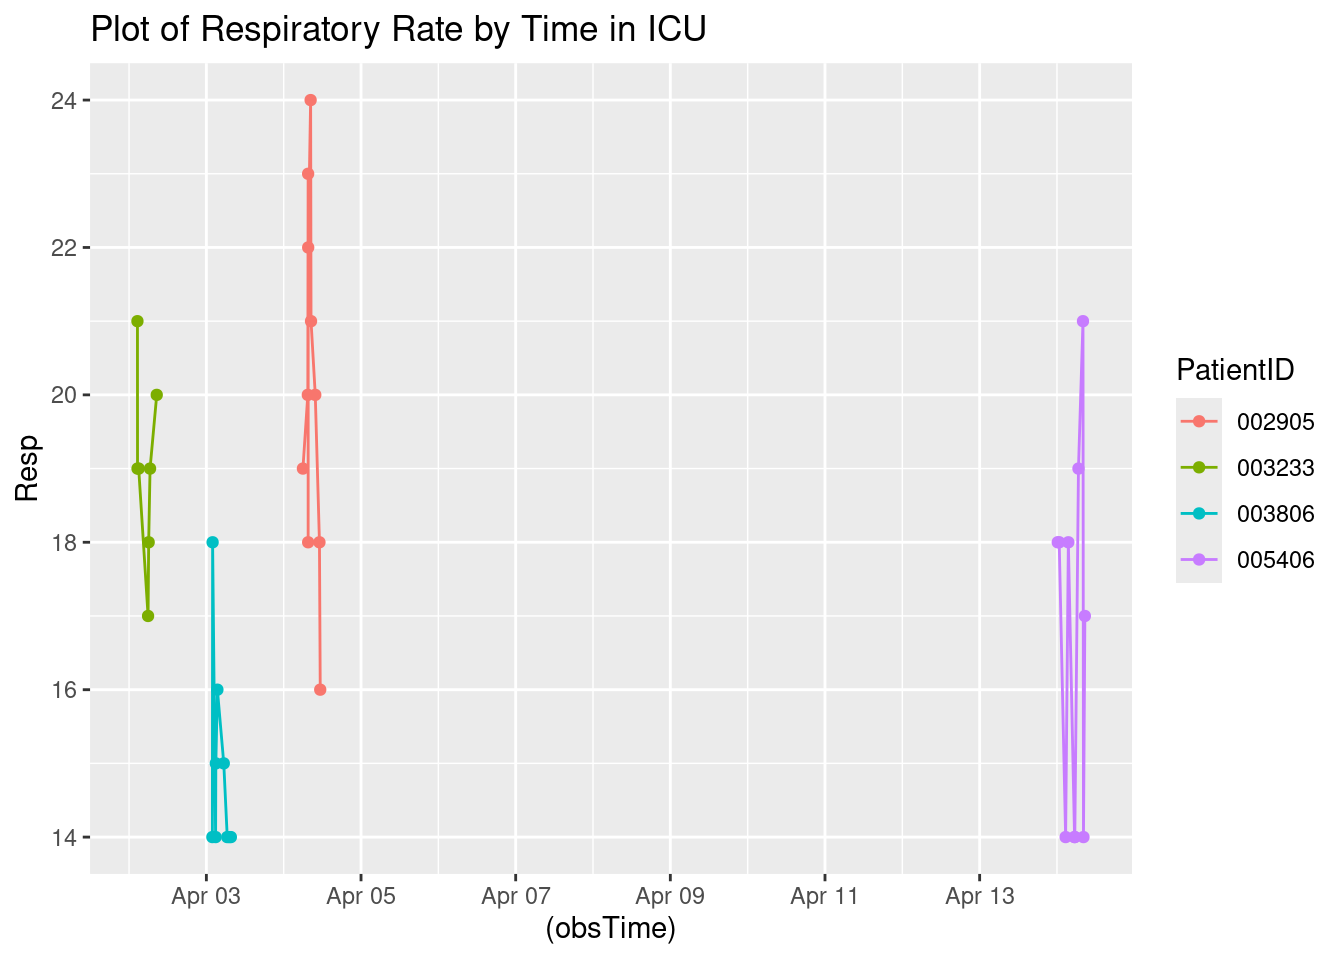 Plot of Respiratory Rate by Time in ICU
24
22
20
18
16
14
Resp
Apr 03
Apr 05
Apr 07
Apr 09
Apr 11
Apr 13
(obsTime)
PatientID
002905
003233
003806
005406